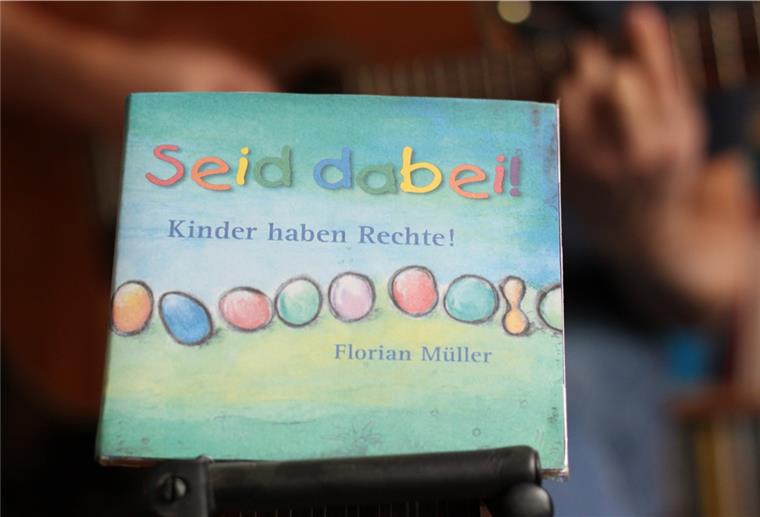 Seid dabei!
Kinder haben Rechte!
Florian Müller